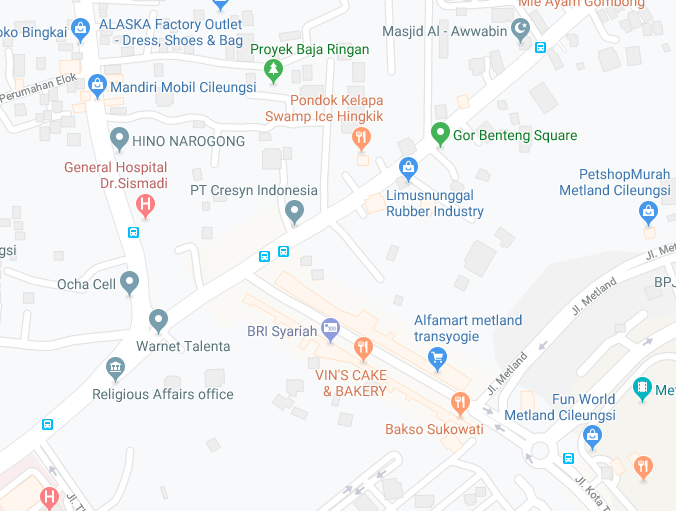 Mie Ayam Gombong
ALASKA Factory Outlet
- Dress, Shoes & Bag
oko Bingkai
Masjid Al - Awwabin
Proyek Baja Ringan
Perumahan Elok
Mandiri Mobil Cileungsi
Pondok Kelapa
Swamp Ice Hingkik
HINO NAROGONG
Gor Benteng Square
General Hospital
Dr.Sismadi
PT Cresyn Indonesia
Limusnunggal
Rubber Industry
PetshopMurah
Metland Cileungsi
gsi
Jl. Metland
Ocha Cell
BPJ
Jl. Metland
Warnet Talenta
BRI Syariah
Alfamart metland
transyogie
Religious Affairs office
VIN'S CAKE
& BAKERY
Jl. Metland
Bakso Sukowati
Fun World
Metland Cileungsi
Met
Jl. Kota T
Jl. Th